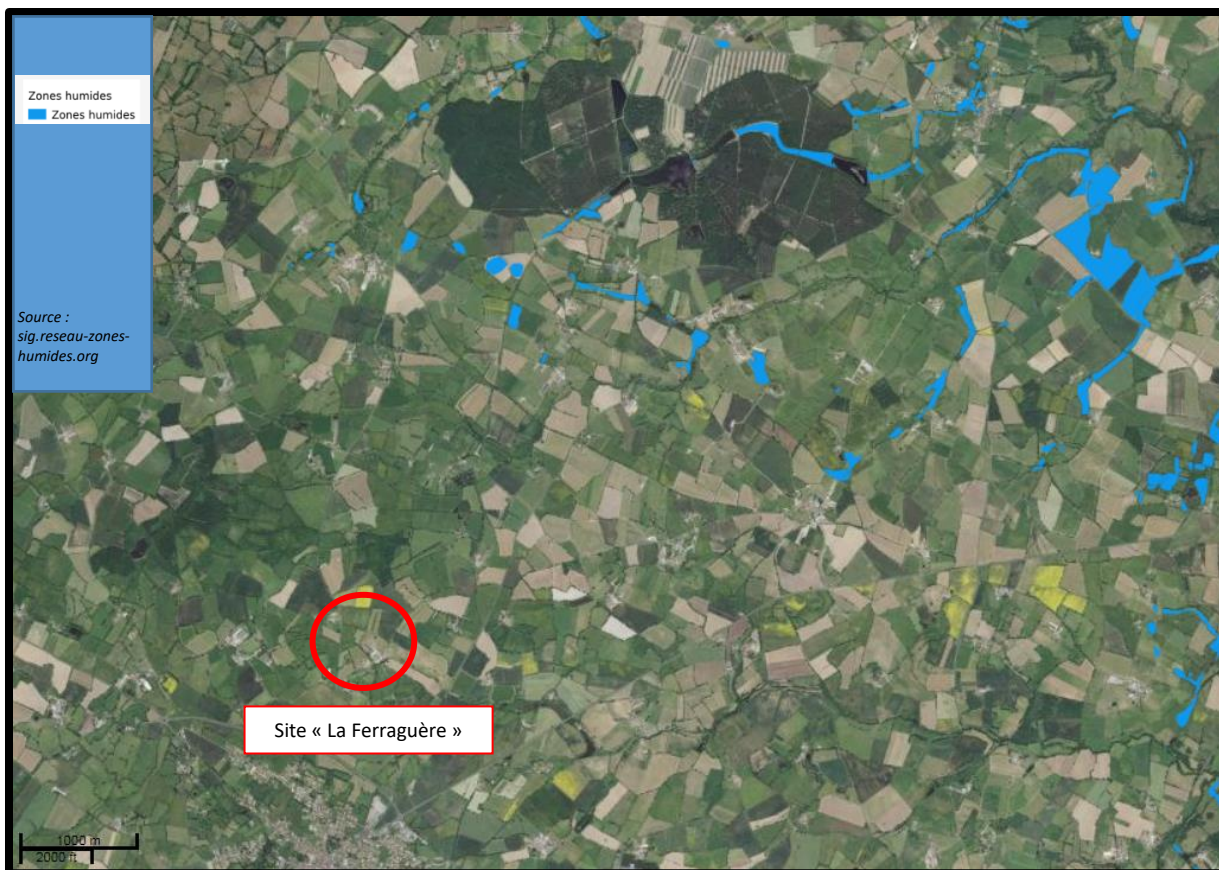 Zones humides
Zones humides
Source :
sig.reseau-zones-
humides.org
Site « La Ferraguère »
1000 m
2000 ft